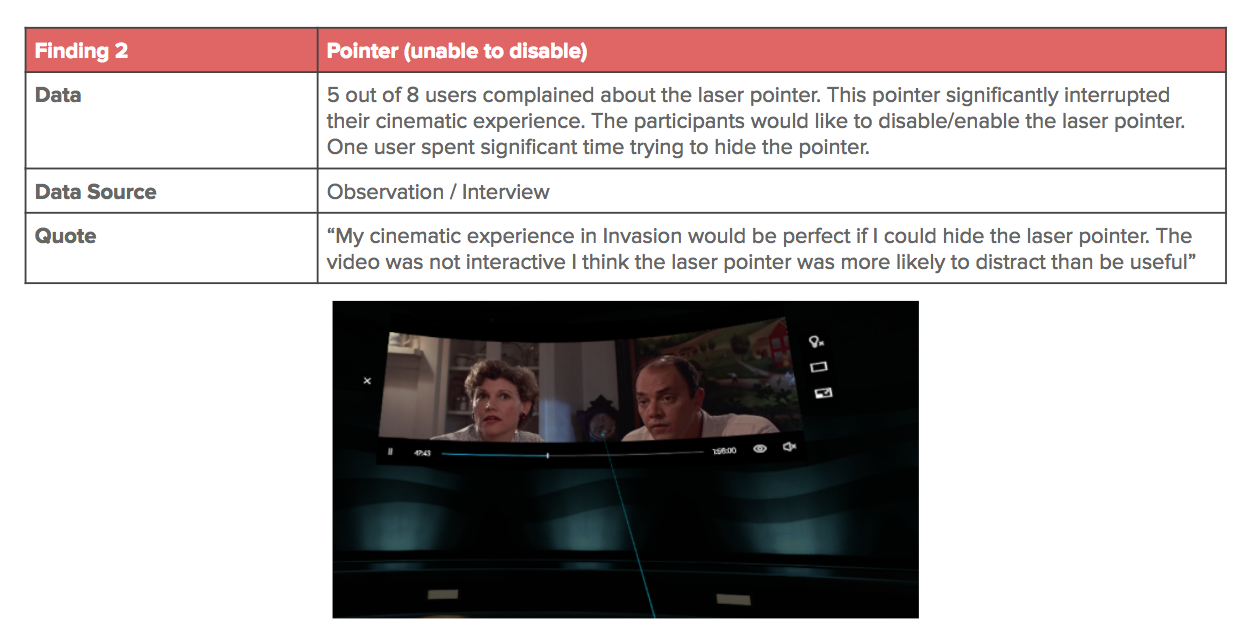 Finding 2
Pointer (unable to disable)
Data
5 out of 8 users complained about the laser pointer. This pointer significantly interrupted
their cinematic experience. The participants would like to disable/enable the laser pointer.
One user spent significant time trying to hide the pointer.
Data Source
Observation / Interview
Quote
“My cinematic experience in Invasion would be perfect if I could hide the laser pointer. The
video was not interactive I think the laser pointer was more likely to distract than be useful”
47:43
1:56:00